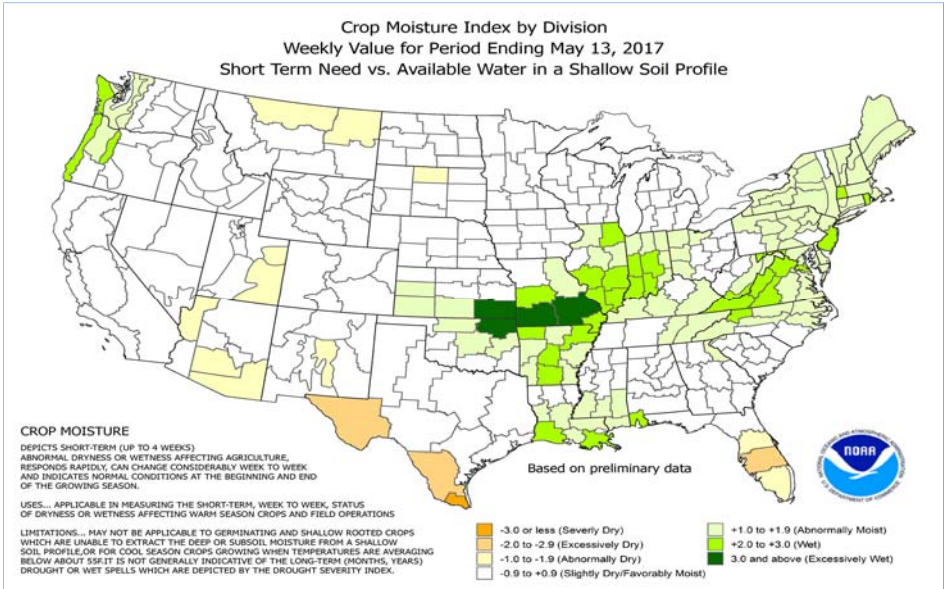 Crop Moisture Index by Division
Weekly Value for Period Ending May 13, 2017
Short Term Need vs. Available Water in a Shallow Soil Profile
CROP MOISTURE
DEPICTS SHORT-TERM (UP TO 4 WEEKS)
ABNORMAL DRYNESS OR WETNESS AFFECTING AGRICULTURE,
RESPONDS RAPIDLY, CAN CHANGE CONSIDERABLY WEEK TO WEEK
AND INDICATES NORMAL CONDITIONS AT THE BEGINNING AND END
OF THE GROWING SEASON.
USES... APPLICABLE IN MEASURING THE SHORT-TERM, WEEK TO WEEK, STATUS
OF DRYNESS OR WETNESS AFFECTING WARM SEASON CROPS AND FIELD OPERATIONS
LIMITATIONS... MAY NOT BE APPLICABLE TO GERMINATING AND SHALLOW ROOTED CROPS
WHICH ARE UNABLE TO EXTRACT THE DEEP OR SUBSOIL MOISTURE FROM A SHALLOW
SOIL PROFILE,OR FOR COOL SEASON CROPS GROWING WHEN TEMPERATURES ARE AVERAGING
BELOW ABOUT 55F.IT IS NOT GENERALLY INDICATIVE OF THE LONG-TERM (MONTHS, YEARS)
DROUGHT OR WET SPELLS WHICH ARE DEPICTED BY THE DROUGHT SEVERITY INDEX.
Based on preliminary data
-3.0 or less (Severly Dry)
-2.0 to -2.9 (Excessively Dry)
-1.0 to -1.9 (Abnormally Dry)
-0.9 to +0.9 (Slightly Dry/Favorably Moist)
+1.0 to +1.9 (Abnormally Moist)
+2.0 to +3.0 (Wet)
3.0 and above (Excessively Wet)
NATIONAL OCEANIC AND ATMOSPHERIC ADMINISTRATION
NOAA
U.S. DEPARTMENT OF COMMERCE